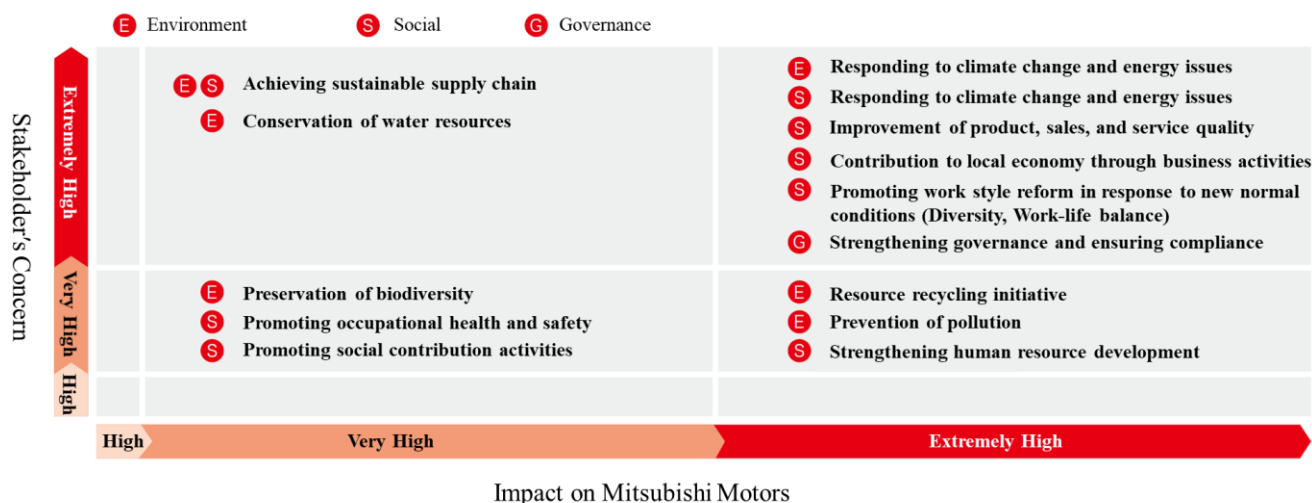 E Environment S Social G Governance
Stakeholder's Concern
Extremely High
Very High
High
E S Achieving sustainable supply chain
E Conservation of water resources
E Responding to climate change and energy issues
S Responding to climate change and energy issues
S Improvement of product, sales, and service quality
S Contribution to local economy through business activities
S Promoting work style reform in response to new normal
conditions (Diversity, Work-life balance)
G Strengthening governance and ensuring compliance
E Preservation of biodiversity
S Promoting occupational health and safety
S Promoting social contribution activities
E Resource recycling initiative
E Prevention of pollution
S Strengthening human resource development
High Very High Extremely High
Impact on Mitsubishi Motors